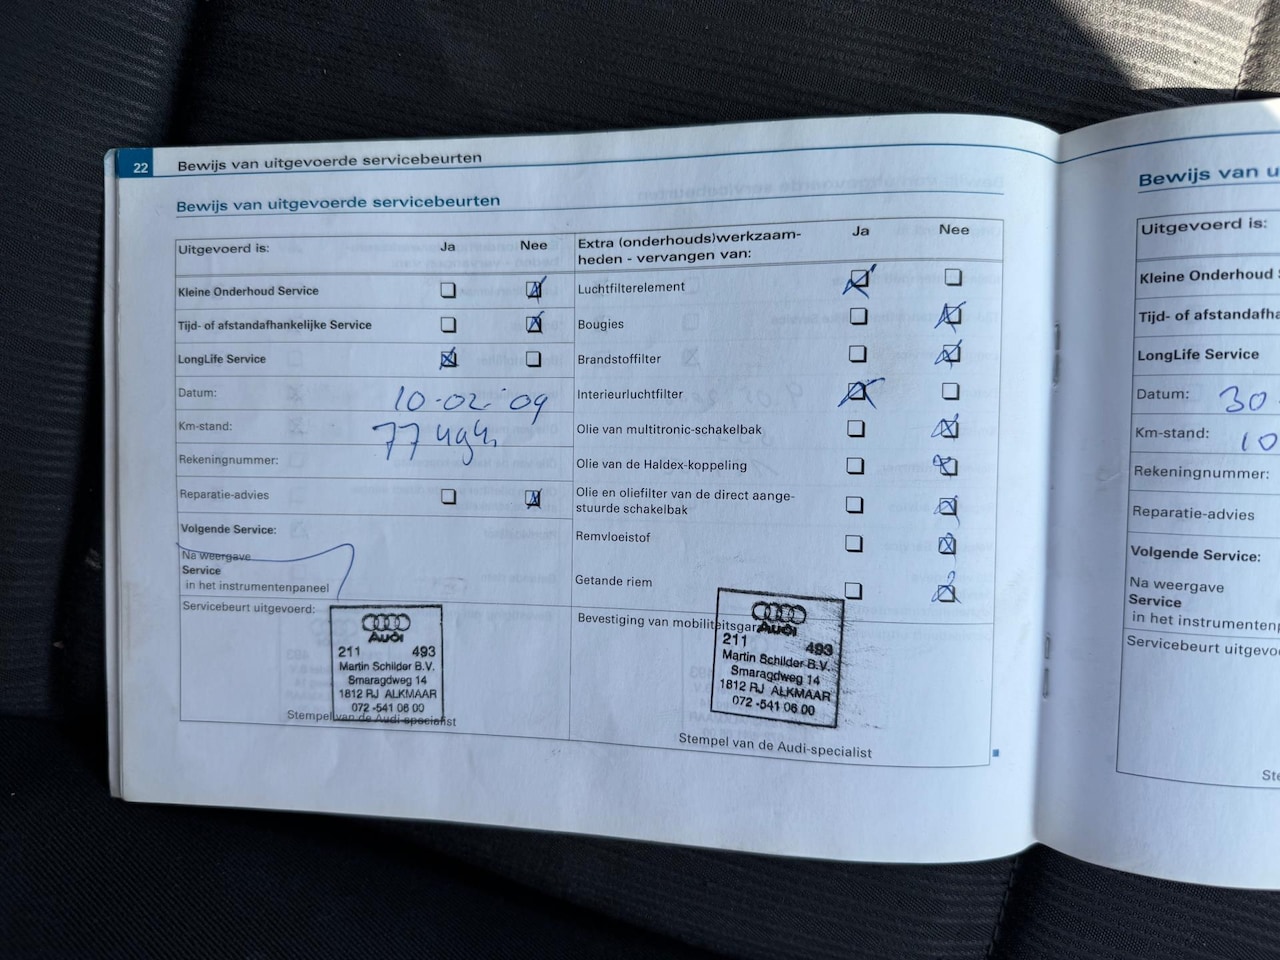 22 Bewijs van uitgevoerde servicebeurten
Bewijs van uitgevoerde servicebeurten
Uitgevoerd is: Ja Nee
Kleine Onderhoud Service
Tijd- of afstandafhankelijke Service
LongLife Service
Datum: 10-02-09
Km-stand: 77494
Rekeningnummer:
Reparatie-advies
Volgende Service:
Na weergave
Service
in het instrumentenpaneel
Servicebeurt uitgevoerd:
Audi
211 493
Martin Schilder B.V.
Smaragdweg 14
1812 RJ ALKMAAR
072 -541 06 00
Stempel van de Audi-specialist
Extra (onderhouds)werkzaam-
heden - vervangen van: Ja Nee
Luchtfilterelement
Bougies
Brandstoffilter
Interieurluchtfilter
Olie van multitronic-schakelbak
Olie van de Haldex-koppeling
Olie en oliefilter van de direct aange-
stuurde schakelbak
Remvloeistof
Getande riem
Bevestiging van mobiliteitsgara
Audi
211 493
Martin Schilder B.V.
Smaragdweg 14
1812 RJ ALKMAAR
072 -541 06 00
Stempel van de Audi-specialist
Bewijs van u
Uitgevoerd is:
Kleine Onderhoud
Tijd- of afstandafha
LongLife Service
Datum: 30
Km-stand: 10
Rekeningnummer:
Reparatie-advies
Volgende Service:
Na weergave
Service
in het instrumentenp
Servicebeurt uitgevo
Ste